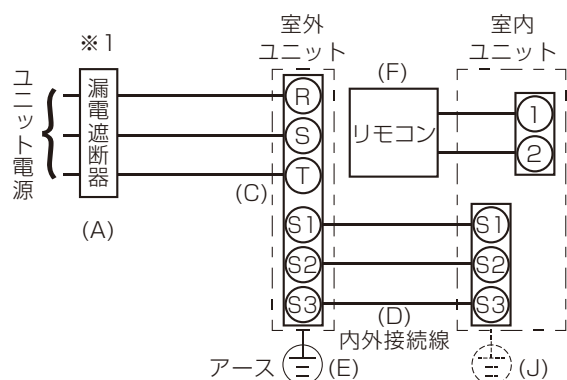 ※1
ユニット電源
漏電遮断器
(A)
室外
ユニット
R
S
T
(C)
S1
S2
S3
(F)
リモコン
室内
ユニット
1
2
S1
S2
S3
(D)
内外接続線
アース
(E)
(J)